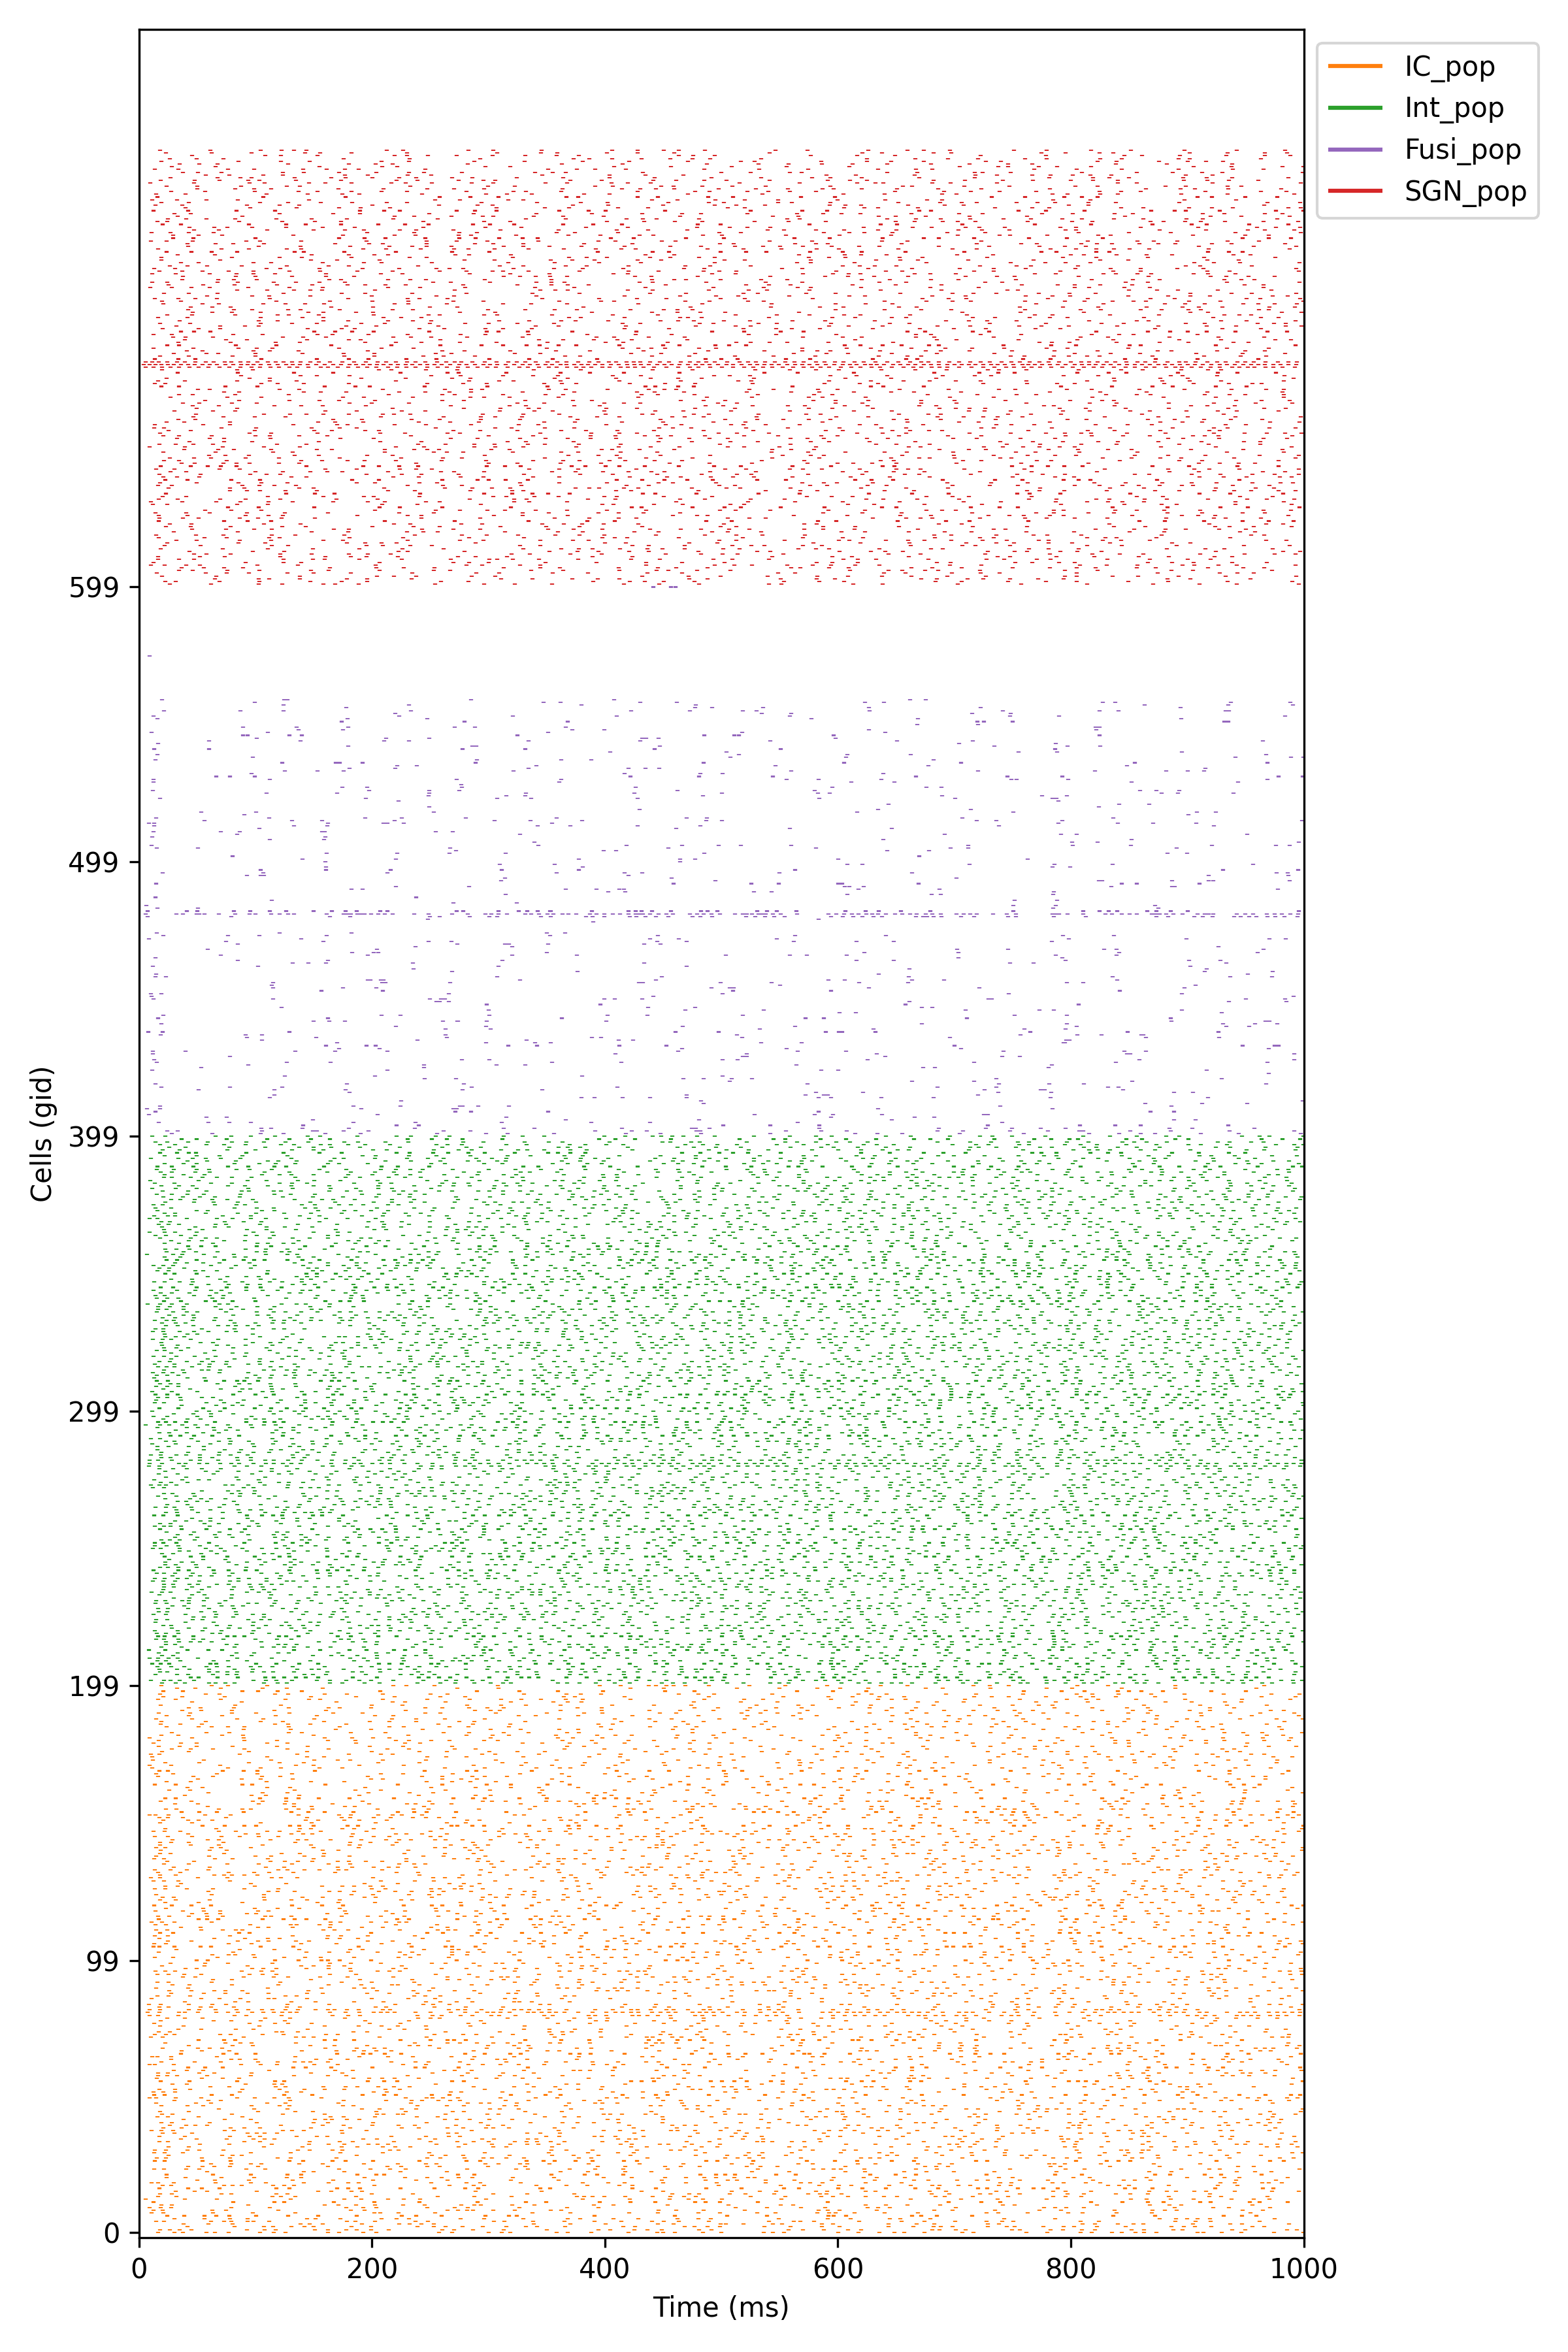 IC_pop
Int_pop
Fusi_pop
SGN_pop
599
499
399
299
199
99
0
Cells (gid)
0 200 400 600 800 1000
Time (ms)